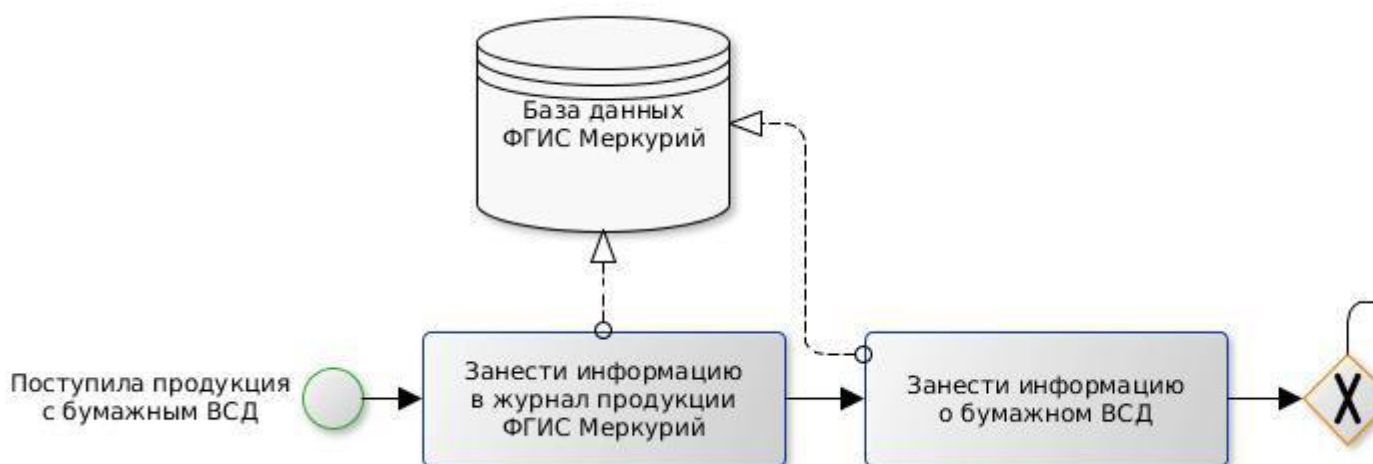 База данных
ФГИС Меркурий
Поступила продукция
с бумажным ВСД
Занести информацию
в журнал продукции
ФГИС Меркурий
Занести информацию
о бумажном ВСД
X